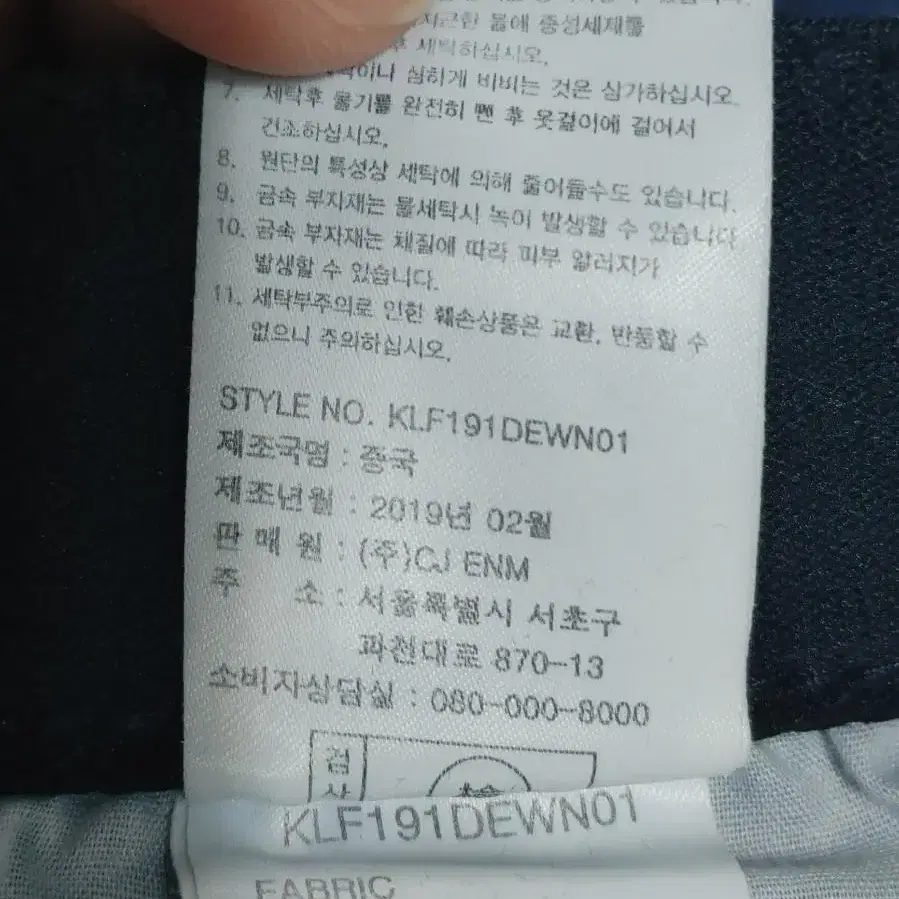 미지근한 물에 중성세제를
후 세탁하십시오.
이나 심하게 비비는 것은 삼가하십시오.
7. 세탁후 물기를 완전히 뺀 후 옷걸이에 걸어서
건조하십시오.
8. 원단의 특성상 세탁에 의해 줄어들수도 있습니다.
9. 금속 부자재는 물세탁시 녹이 발생할 수 있습니다
10. 금속 부자재는 체질에 따라 피부 알러지가
발생할 수 있습니다.
11. 세탁부주의로 인한 훼손상품은 교환, 반품할 수
없으니 주의하십시오.
STYLE NO. KLF191DEWN01
제조국명 : 중국
제조년월 : 2019년 02월
판 매 원 : (주)CJ ENM
주 소 : 서울특별시 서초구
과천대로 870-13
소비자상담실 : 080-000-8000
검
KLF191DEWN01
FABRIC